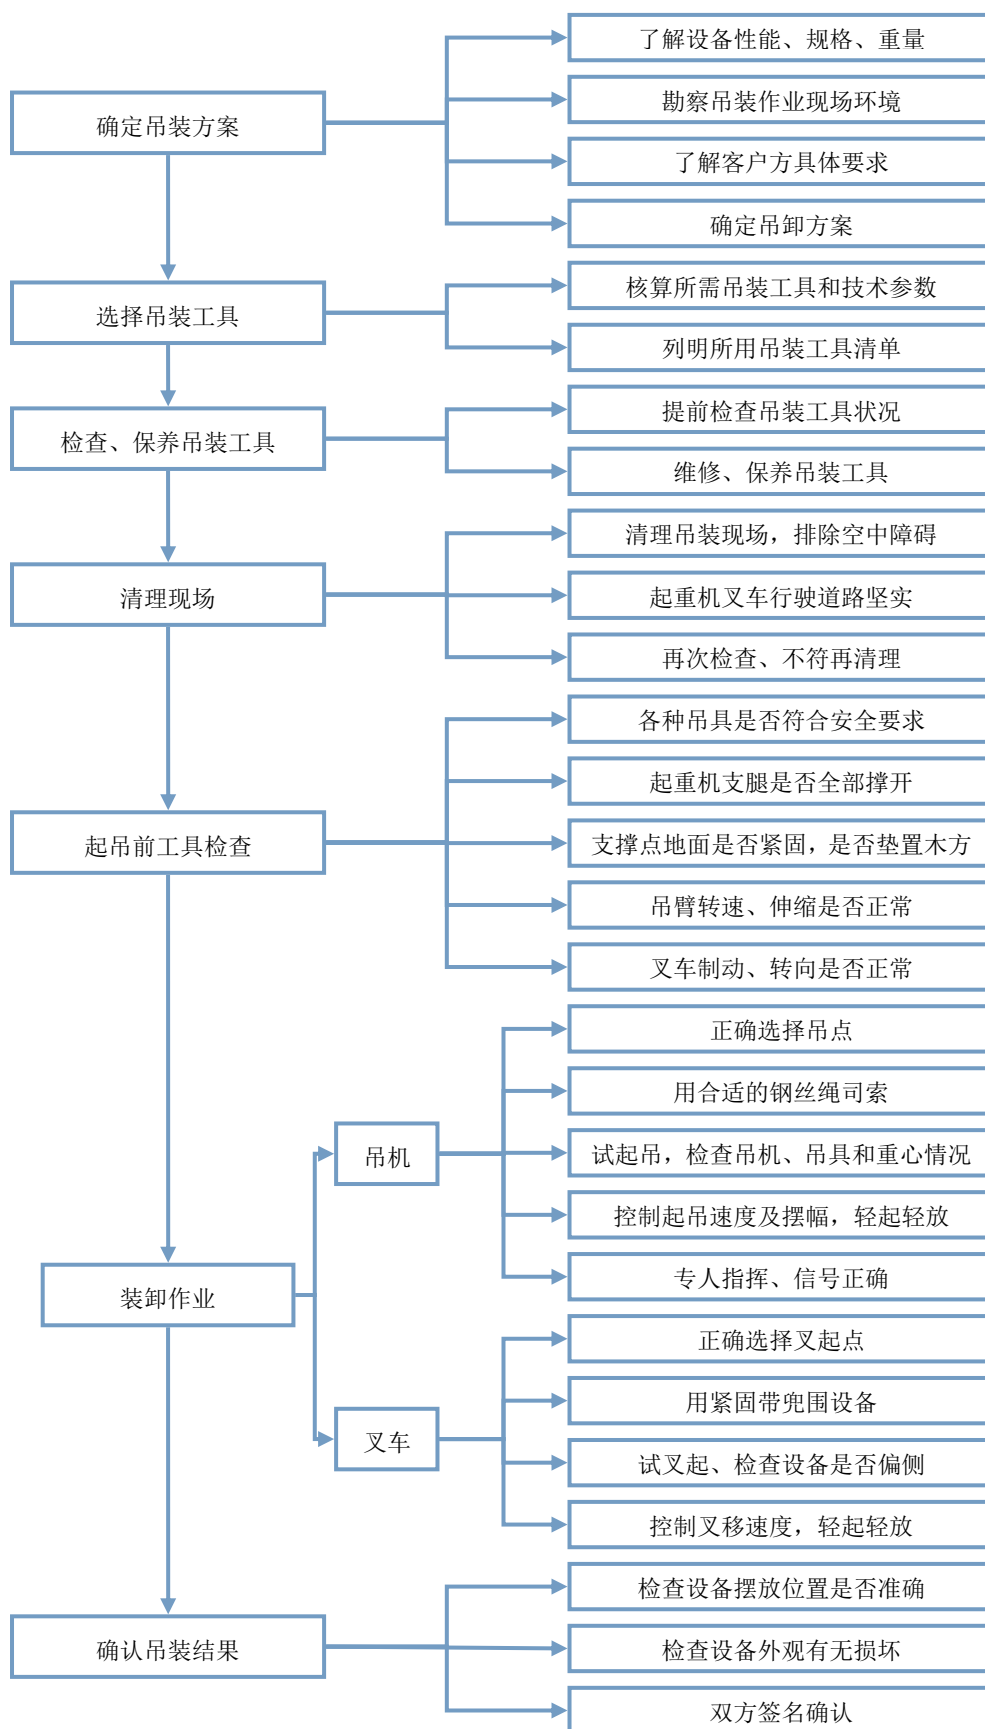 确定吊装方案
了解设备性能、规格、重量
勘察吊装作业现场环境
了解客户方具体要求
确定吊卸方案
选择吊装工具
核算所需吊装工具和技术参数
列明所用吊装工具清单
检查、保养吊装工具
提前检查吊装工具状况
维修、保养吊装工具
清理现场
清理吊装现场，排除空中障碍
起重机叉车行驶道路坚实
再次检查、不符再清理
起吊前工具检查
各种吊具是否符合安全要求
起重机支腿是否全部撑开
支撑点地面是否紧固，是否垫置木方
吊臂转速、伸缩是否正常
叉车制动、转向是否正常
装卸作业
吊机
正确选择吊点
用合适的钢丝绳司索
试起吊，检查吊机、吊具和重心情况
控制起吊速度及摆幅，轻起轻放
专人指挥、信号正确
叉车
正确选择叉起点
用紧固带兜围设备
试叉起、检查设备是否偏侧
控制叉移速度，轻起轻放
确认吊装结果
检查设备摆放位置是否准确
检查设备外观有无损坏
双方签名确认